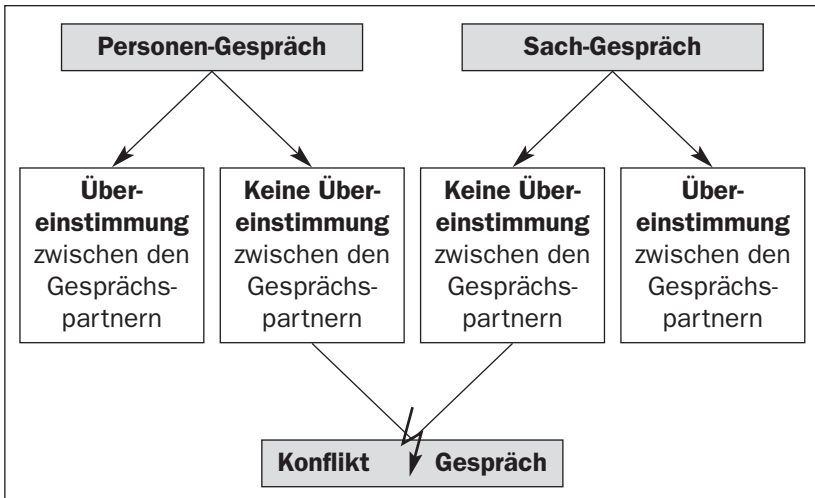 Personen-Gespräch
Sach-Gespräch
Über-
einstimmung
zwischen den
Gesprächs-
partnern
Keine Über-
einstimmung
zwischen den
Gesprächs-
partnern
Keine Über-
einstimmung
zwischen den
Gesprächs-
partnern
Über-
einstimmung
zwischen den
Gesprächs-
partnern
Konflikt Gespräch